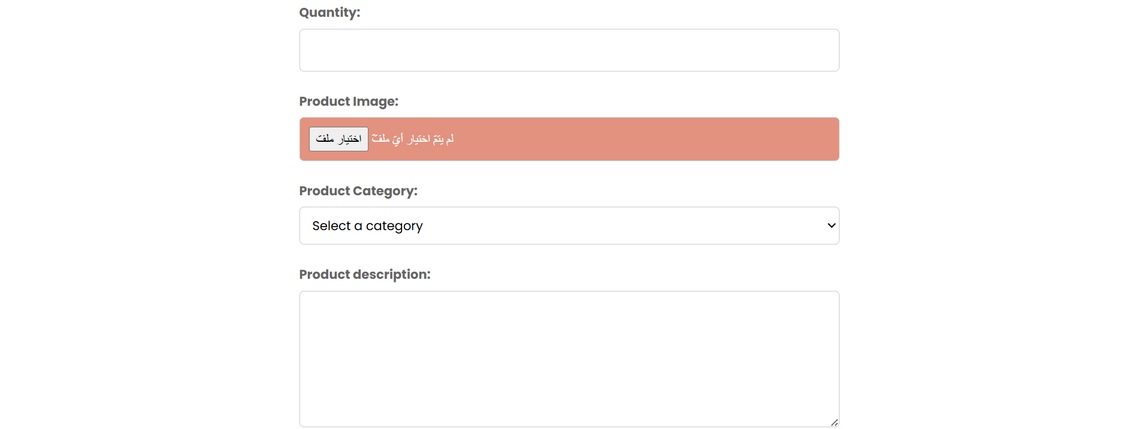 Quantity:
Product Image:
اختيار ملفّ لم يتمّ اختيار أيّ ملفّ
Product Category:
Select a category
Product description: